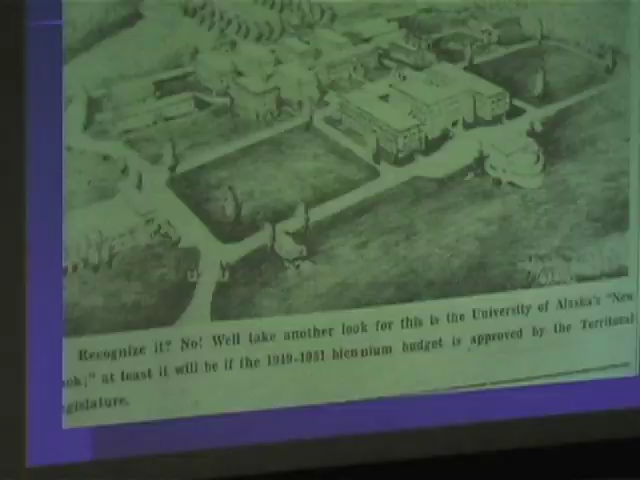 Recognize it? No! Well take another look for this is the University of Alaska's "New
ook;" at least it will be if the 1949-1951 biennium budget is approved by the Territorial
gislature.